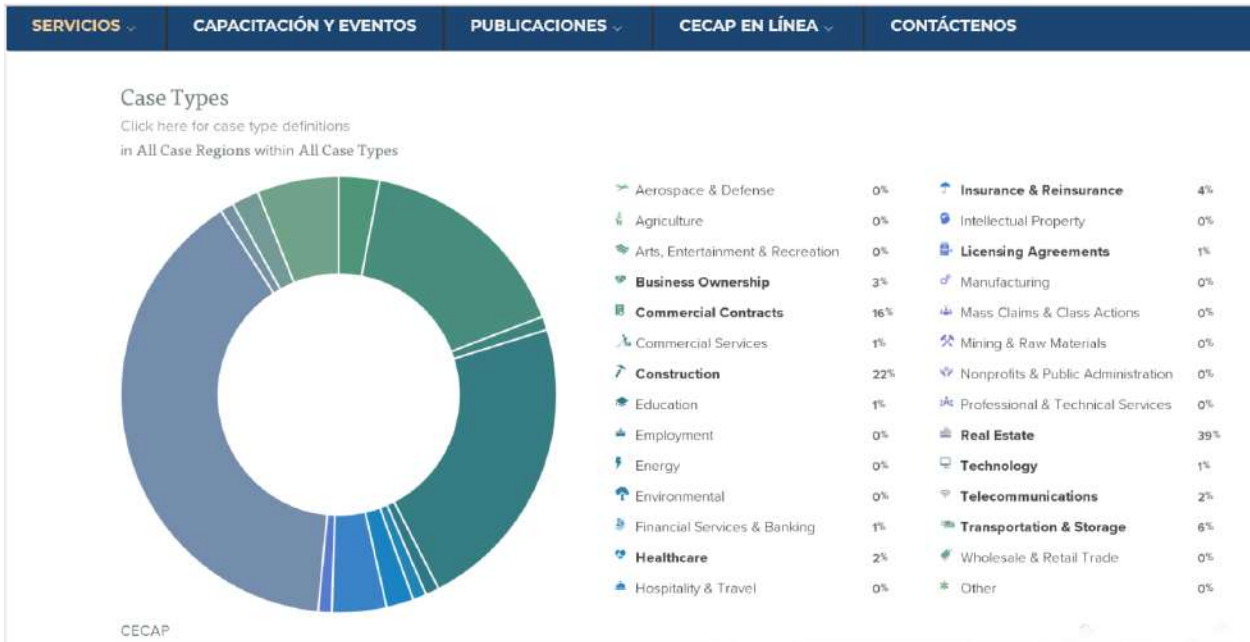 SERVICIOS
CAPACITACIÓN Y EVENTOS
PUBLICACIONES
CECAP EN LÍNEA
CONTÁCTENOS
Case Types
Click here for case type definitions
in All Case Regions within All Case Types
Aerospace & Defense 0%
Agriculture 0%
Arts, Entertainment & Recreation 0%
Business Ownership 3%
Commercial Contracts 16%
Commercial Services 1%
Construction 22%
Education 1%
Employment 0%
Energy 0%
Environmental 0%
Financial Services & Banking 1%
Healthcare 2%
Hospitality & Travel 0%
Insurance & Reinsurance 4%
Intellectual Property 0%
Licensing Agreements 1%
Manufacturing 0%
Mass Claims & Class Actions 0%
Mining & Raw Materials 0%
Nonprofits & Public Administration 0%
Professional & Technical Services 0%
Real Estate 39%
Technology 1%
Telecommunications 2%
Transportation & Storage 6%
Wholesale & Retail Trade 0%
Other 0%
CECAP